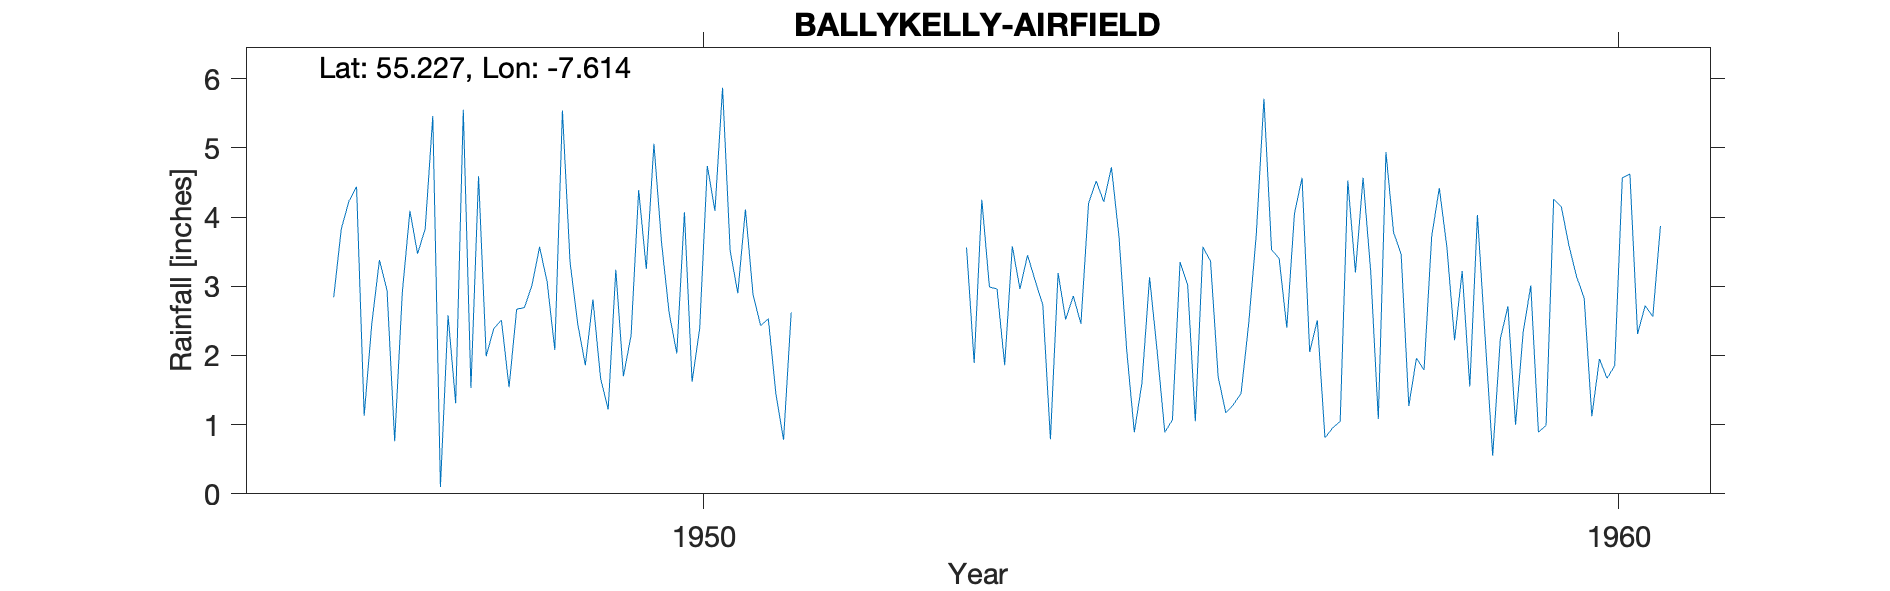 BALLYKELLY-AIRFIELD
Lat: 55.227, Lon: -7.614
6
5
4
3
2
1
0
Rainfall [inches]
1950
1960
Year